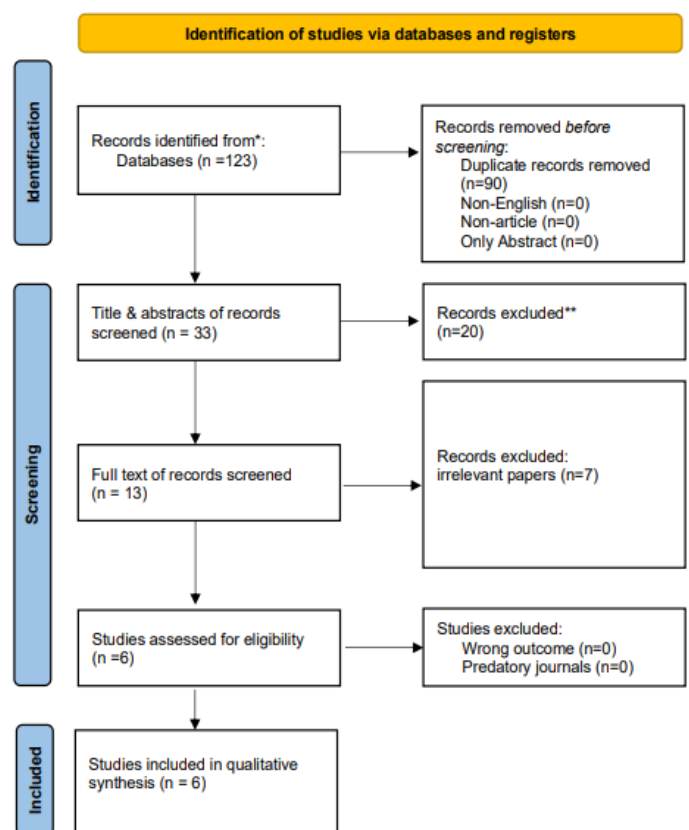 Identification of studies via databases and registers
Identification
Records identified from*:
Databases (n =123)
Records removed before
screening:
Duplicate records removed
(n=90)
Non-English (n=0)
Non-article (n=0)
Only Abstract (n=0)
Screening
Title & abstracts of records
screened (n = 33)
Records excluded**
(n=20)
Full text of records screened
(n = 13)
Records excluded:
irrelevant papers (n=7)
Studies assessed for eligibility
(n =6)
Studies excluded:
Wrong outcome (n=0)
Predatory journals (n=0)
Included
Studies included in qualitative
synthesis (n = 6)